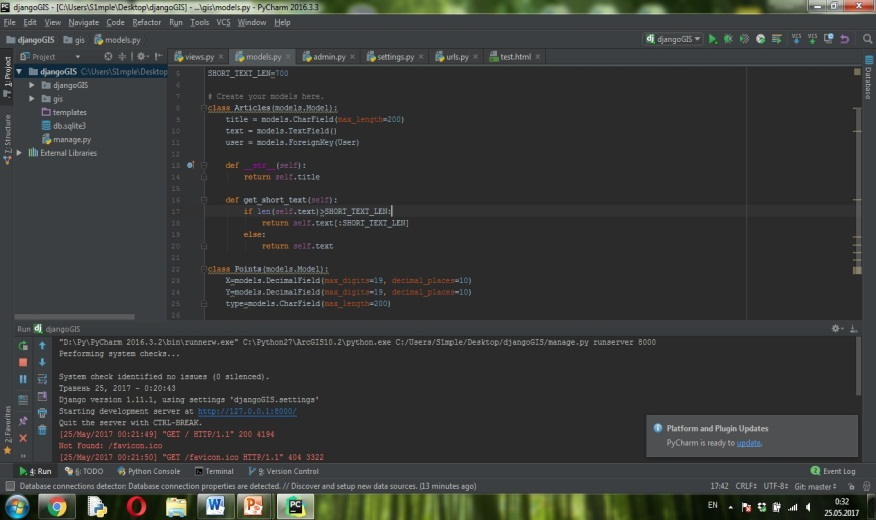 djangoGIS - [C:\Users\S1mple\Desktop\djangoGIS] - ...\gis\models.py - PyCharm 2016.3.3
File Edit View Navigate Code Refactor Run Tools VCS Window Help
djangoGIS gis models.py
djangoGIS
Project
views.py models.py admin.py settings.py urls.py test.html
1: Project
7: Structure
2: Favorites
Database
djangoGIS C:\Users\S1mple\Desktop
djangoGIS
gis
templates
db.sqlite3
manage.py
External Libraries
5 SHORT_TEXT_LEN=700
6
7 # Create your models here.
8 class Articles(models.Model):
9 title = models.CharField(max_length=200)
10 text = models.TextField()
11 user = models.ForeignKey(User)
12
13 def __str__(self):
14 return self.title
15
16 def get_short_text(self):
17 if len(self.text)>SHORT_TEXT_LEN:
18 return self.text[:SHORT_TEXT_LEN]
19 else:
20 return self.text
21
22 class Points(models.Model):
23 X=models.DecimalField(max_digits=19, decimal_places=10)
24 Y=models.DecimalField(max_digits=19, decimal_places=10)
25 type=models.CharField(max_length=200)
26
Run djangoGIS
"D:\Py\PyCharm 2016.3.2\bin\runnerw.exe" C:\Python27\ArcGIS10.2\python.exe C:/Users/S1mple/Desktop/djangoGIS/manage.py runserver 8000
Performing system checks...
System check identified no issues (0 silenced).
Травень 25, 2017 - 0:20:43
Django version 1.11.1, using settings 'djangoGIS.settings'
Starting development server at http://127.0.0.1:8000/
Quit the server with CTRL-BREAK.
[25/May/2017 00:21:49] "GET / HTTP/1.1" 200 4194
Not Found: /favicon.ico
[25/May/2017 00:21:50] "GET /favicon.ico HTTP/1.1" 404 3322
Platform and Plugin Updates
PyCharm is ready to update.
4: Run 6: TODO Python Console Terminal 9: Version Control Event Log
Database connections detector: Database connection properties are detected. // Discover and setup new data sources. (13 minutes ago)
17:42 CRLF÷ UTF-8÷ Git: master÷
EN 0:32
25.05.2017